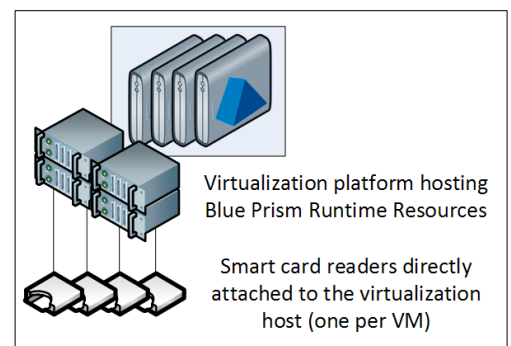 Virtualization platform hosting
Blue Prism Runtime Resources
Smart card readers directly
attached to the virtualization
host (one per VM)